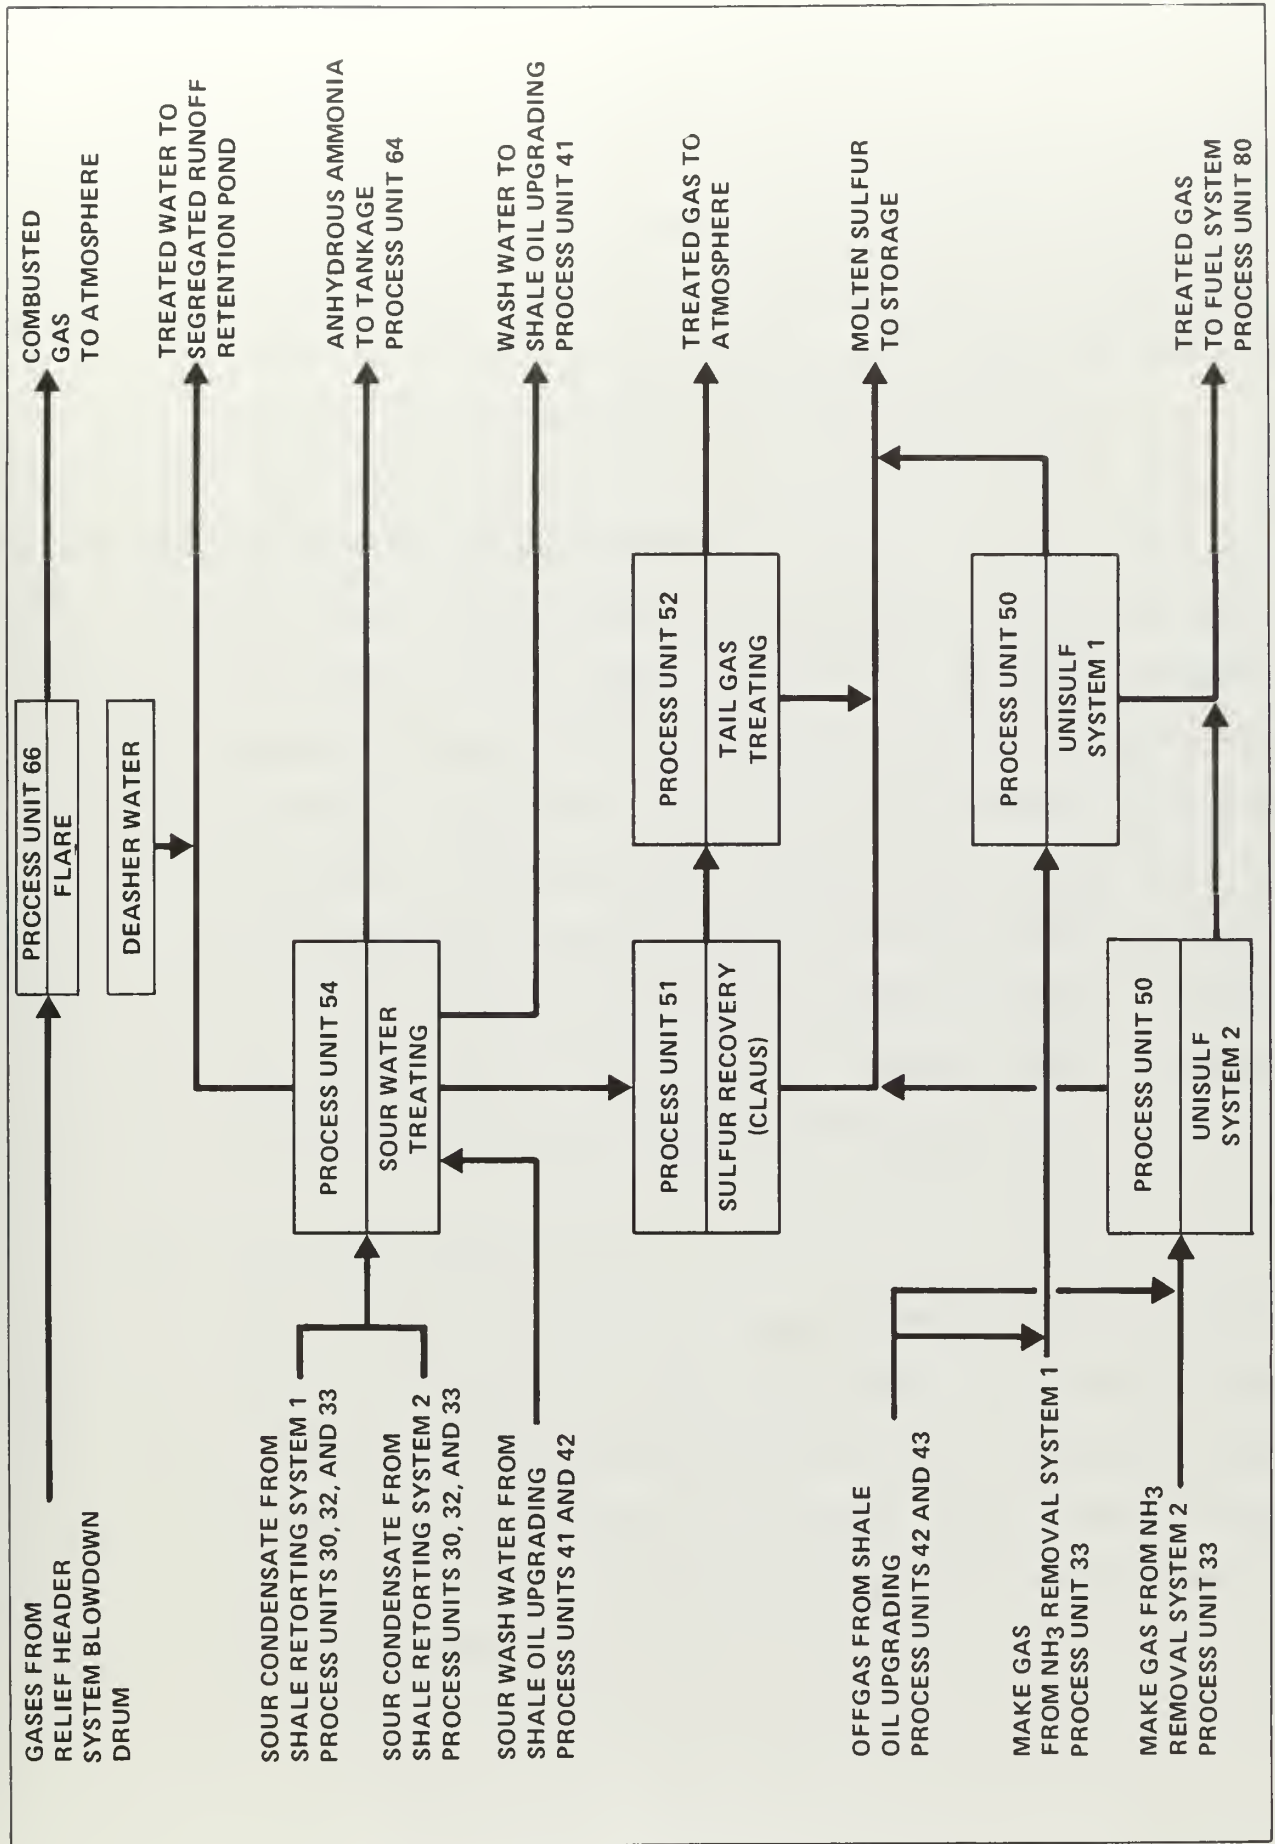 GASES FROM
RELIEF HEADER
SYSTEM BLOWDOWN
DRUM
PROCESS UNIT 66
FLARE
COMBUSTED
GAS
TO ATMOSPHERE
DEASHER WATER
TREATED WATER TO
SEGREGATED RUNOFF
RETENTION POND
SOUR CONDENSATE FROM
SHALE RETORTING SYSTEM 1
PROCESS UNITS 30, 32, AND 33
SOUR CONDENSATE FROM
SHALE RETORTING SYSTEM 2
PROCESS UNITS 30, 32, AND 33
SOUR WASH WATER FROM
SHALE OIL UPGRADING
PROCESS UNITS 41 AND 42
PROCESS UNIT 54
SOUR WATER
TREATING
ANHYDROUS AMMONIA
TO TANKAGE
PROCESS UNIT 64
WASH WATER TO
SHALE OIL UPGRADING
PROCESS UNIT 41
PROCESS UNIT 51
SULFUR RECOVERY
(CLAUS)
PROCESS UNIT 52
TAIL GAS
TREATING
TREATED GAS TO
ATMOSPHERE
MOLTEN SULFUR
TO STORAGE
OFFGAS FROM SHALE
OIL UPGRADING
PROCESS UNITS 42 AND 43
MAKE GAS
FROM NH3 REMOVAL SYSTEM 1
PROCESS UNIT 33
MAKE GAS FROM NH3
REMOVAL SYSTEM 2
PROCESS UNIT 33
PROCESS UNIT 50
UNISULF
SYSTEM 1
PROCESS UNIT 50
UNISULF
SYSTEM 2
TREATED GAS
TO FUEL SYSTEM
PROCESS UNIT 80